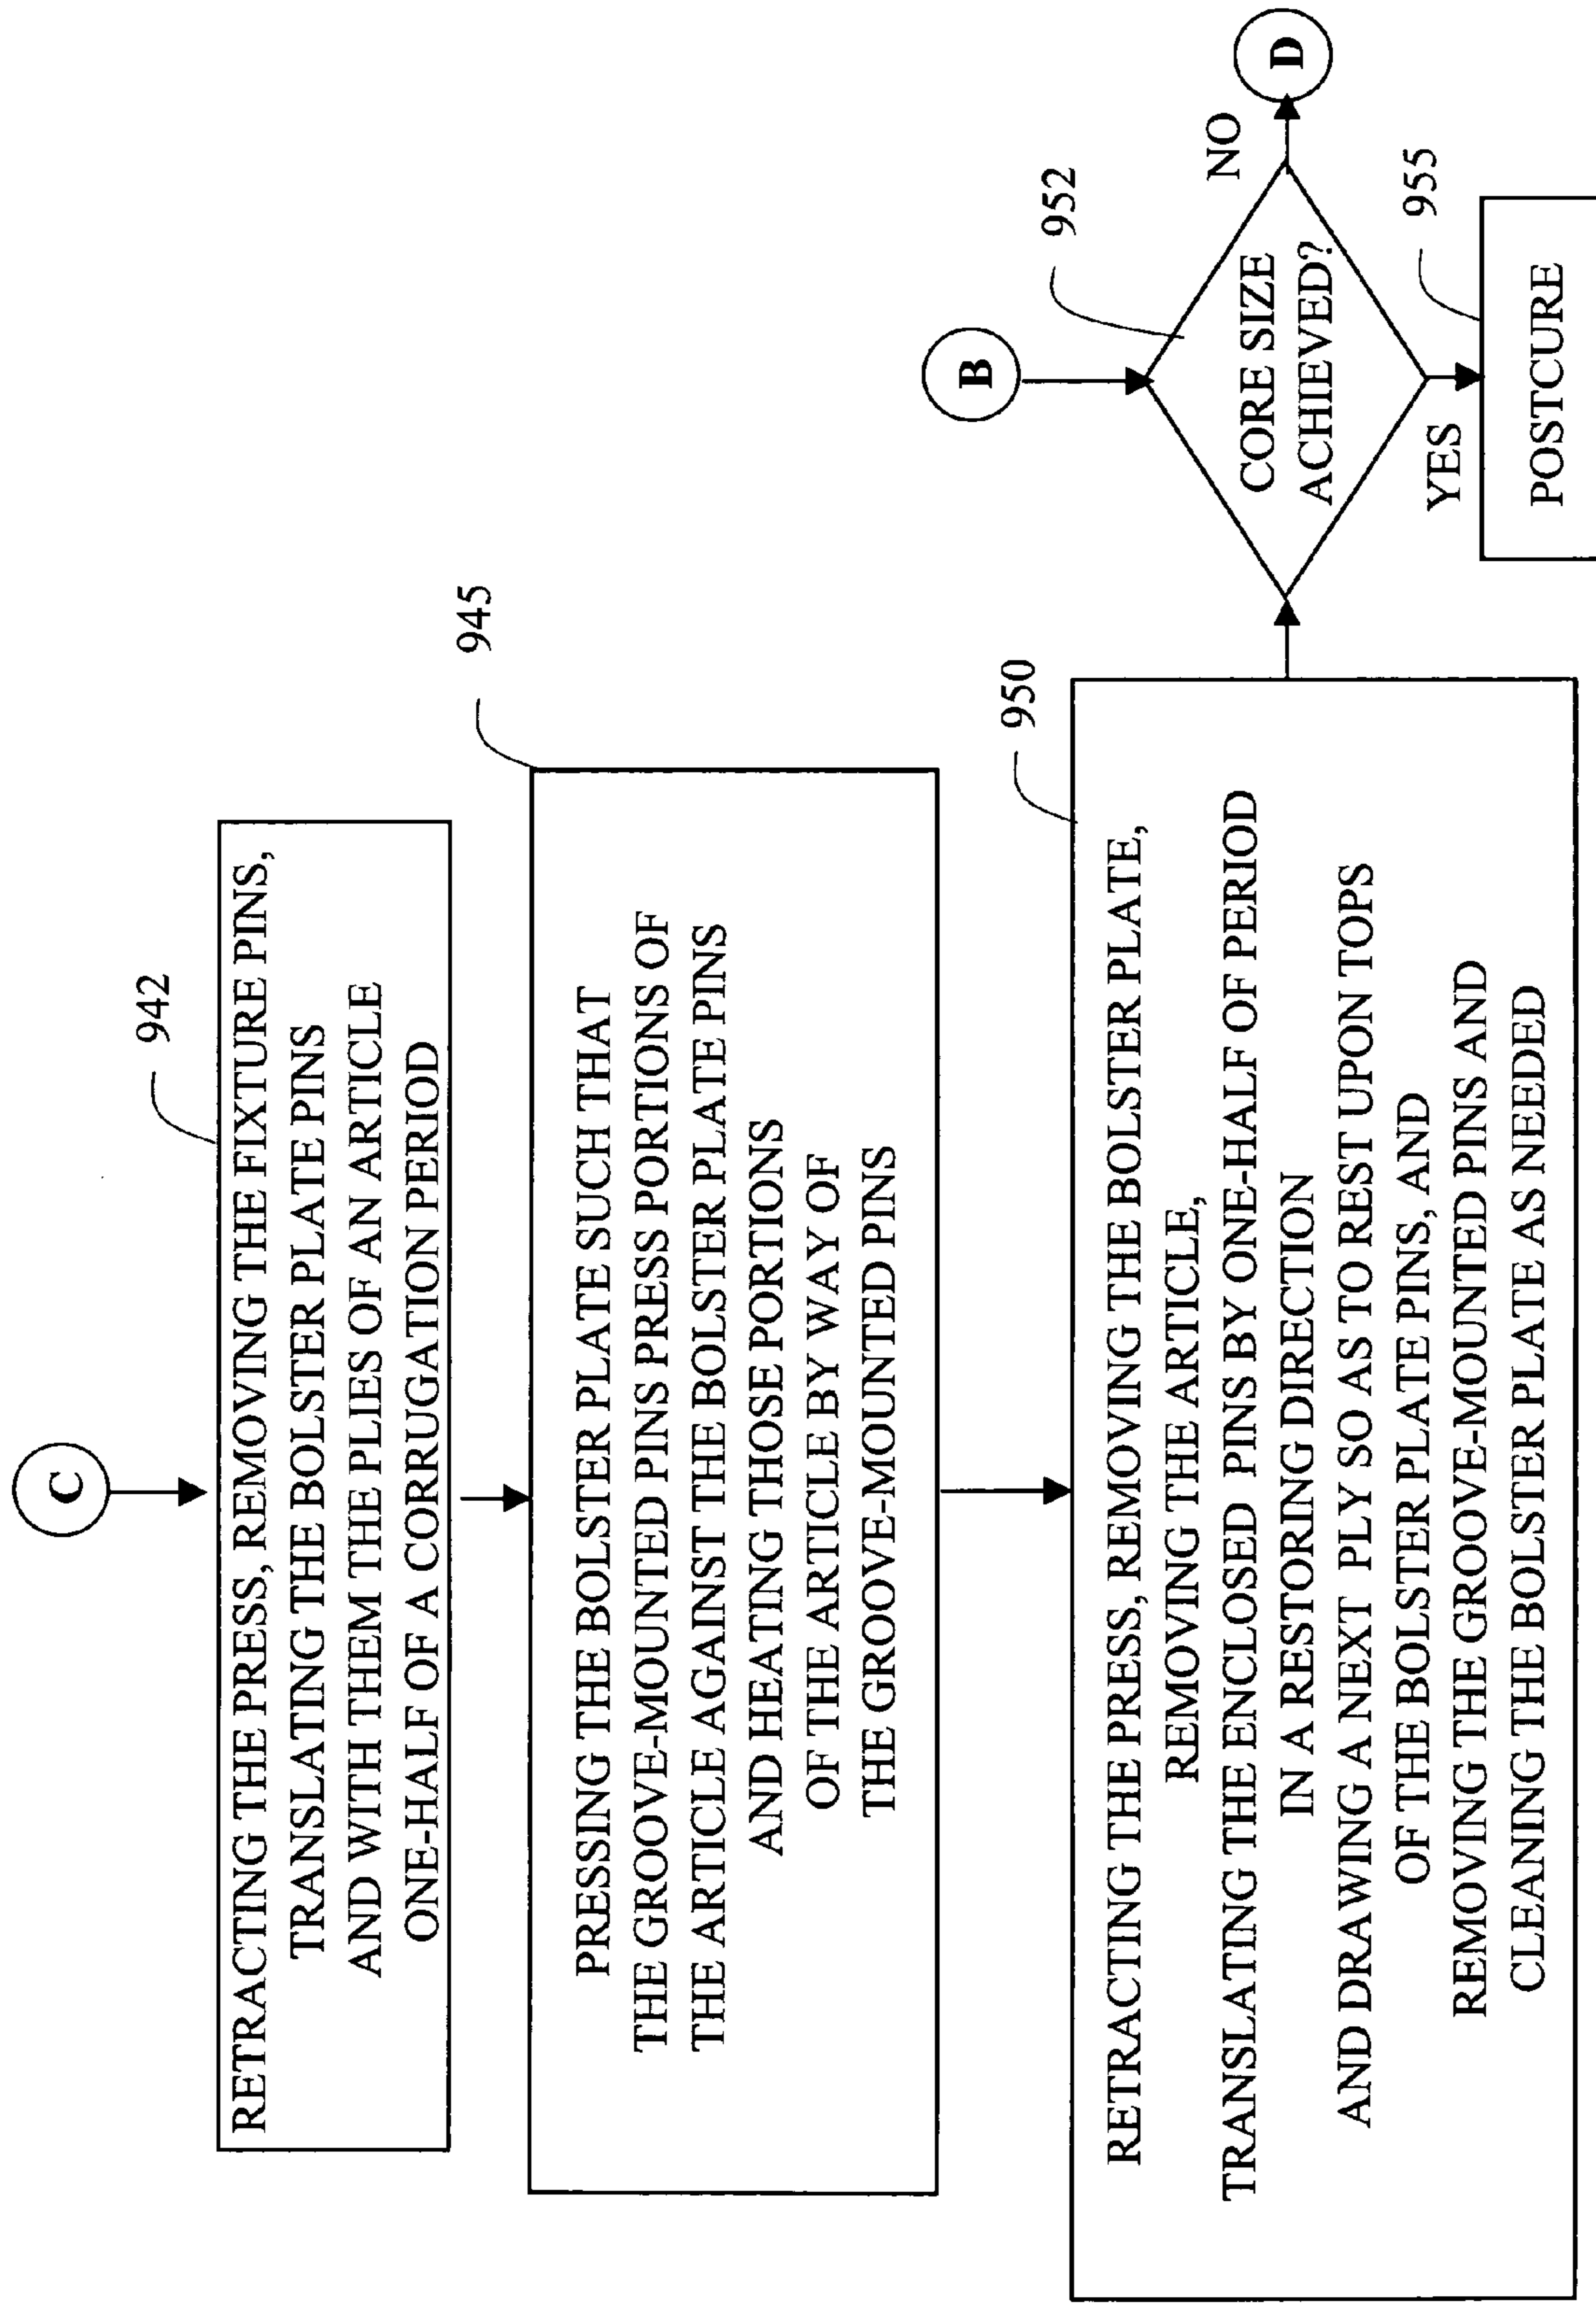 C
942
RETRACTING THE PRESS, REMOVING THE FIXTURE PINS,
TRANSLATING THE BOLSTER PLATE PINS
AND WITH THEM THE PLIES OF AN ARTICLE
ONE-HALF OF A CORRUGATION PERIOD
945
PRESSING THE BOLSTER PLATE SUCH THAT
THE GROOVE-MOUNTED PINS PRESS PORTIONS OF
THE ARTICLE AGAINST THE BOLSTER PLATE PINS
AND HEATING THOSE PORTIONS
OF THE ARTICLE BY WAY OF
THE GROOVE-MOUNTED PINS
950
RETRACTING THE PRESS, REMOVING THE BOLSTER PLATE,
REMOVING THE ARTICLE,
TRANSLATING THE ENCLOSED PINS BY ONE-HALF OF PERIOD
IN A RESTORING DIRECTION
AND DRAWING A NEXT PLY SO AS TO REST UPON TOPS
OF THE BOLSTER PLATE PINS, AND
REMOVING THE GROOVE-MOUNTED PINS AND
CLEANING THE BOLSTER PLATE AS NEEDED
B
952
CORE SIZE
ACHIEVED?
NO
D
YES
955
POSTCURE